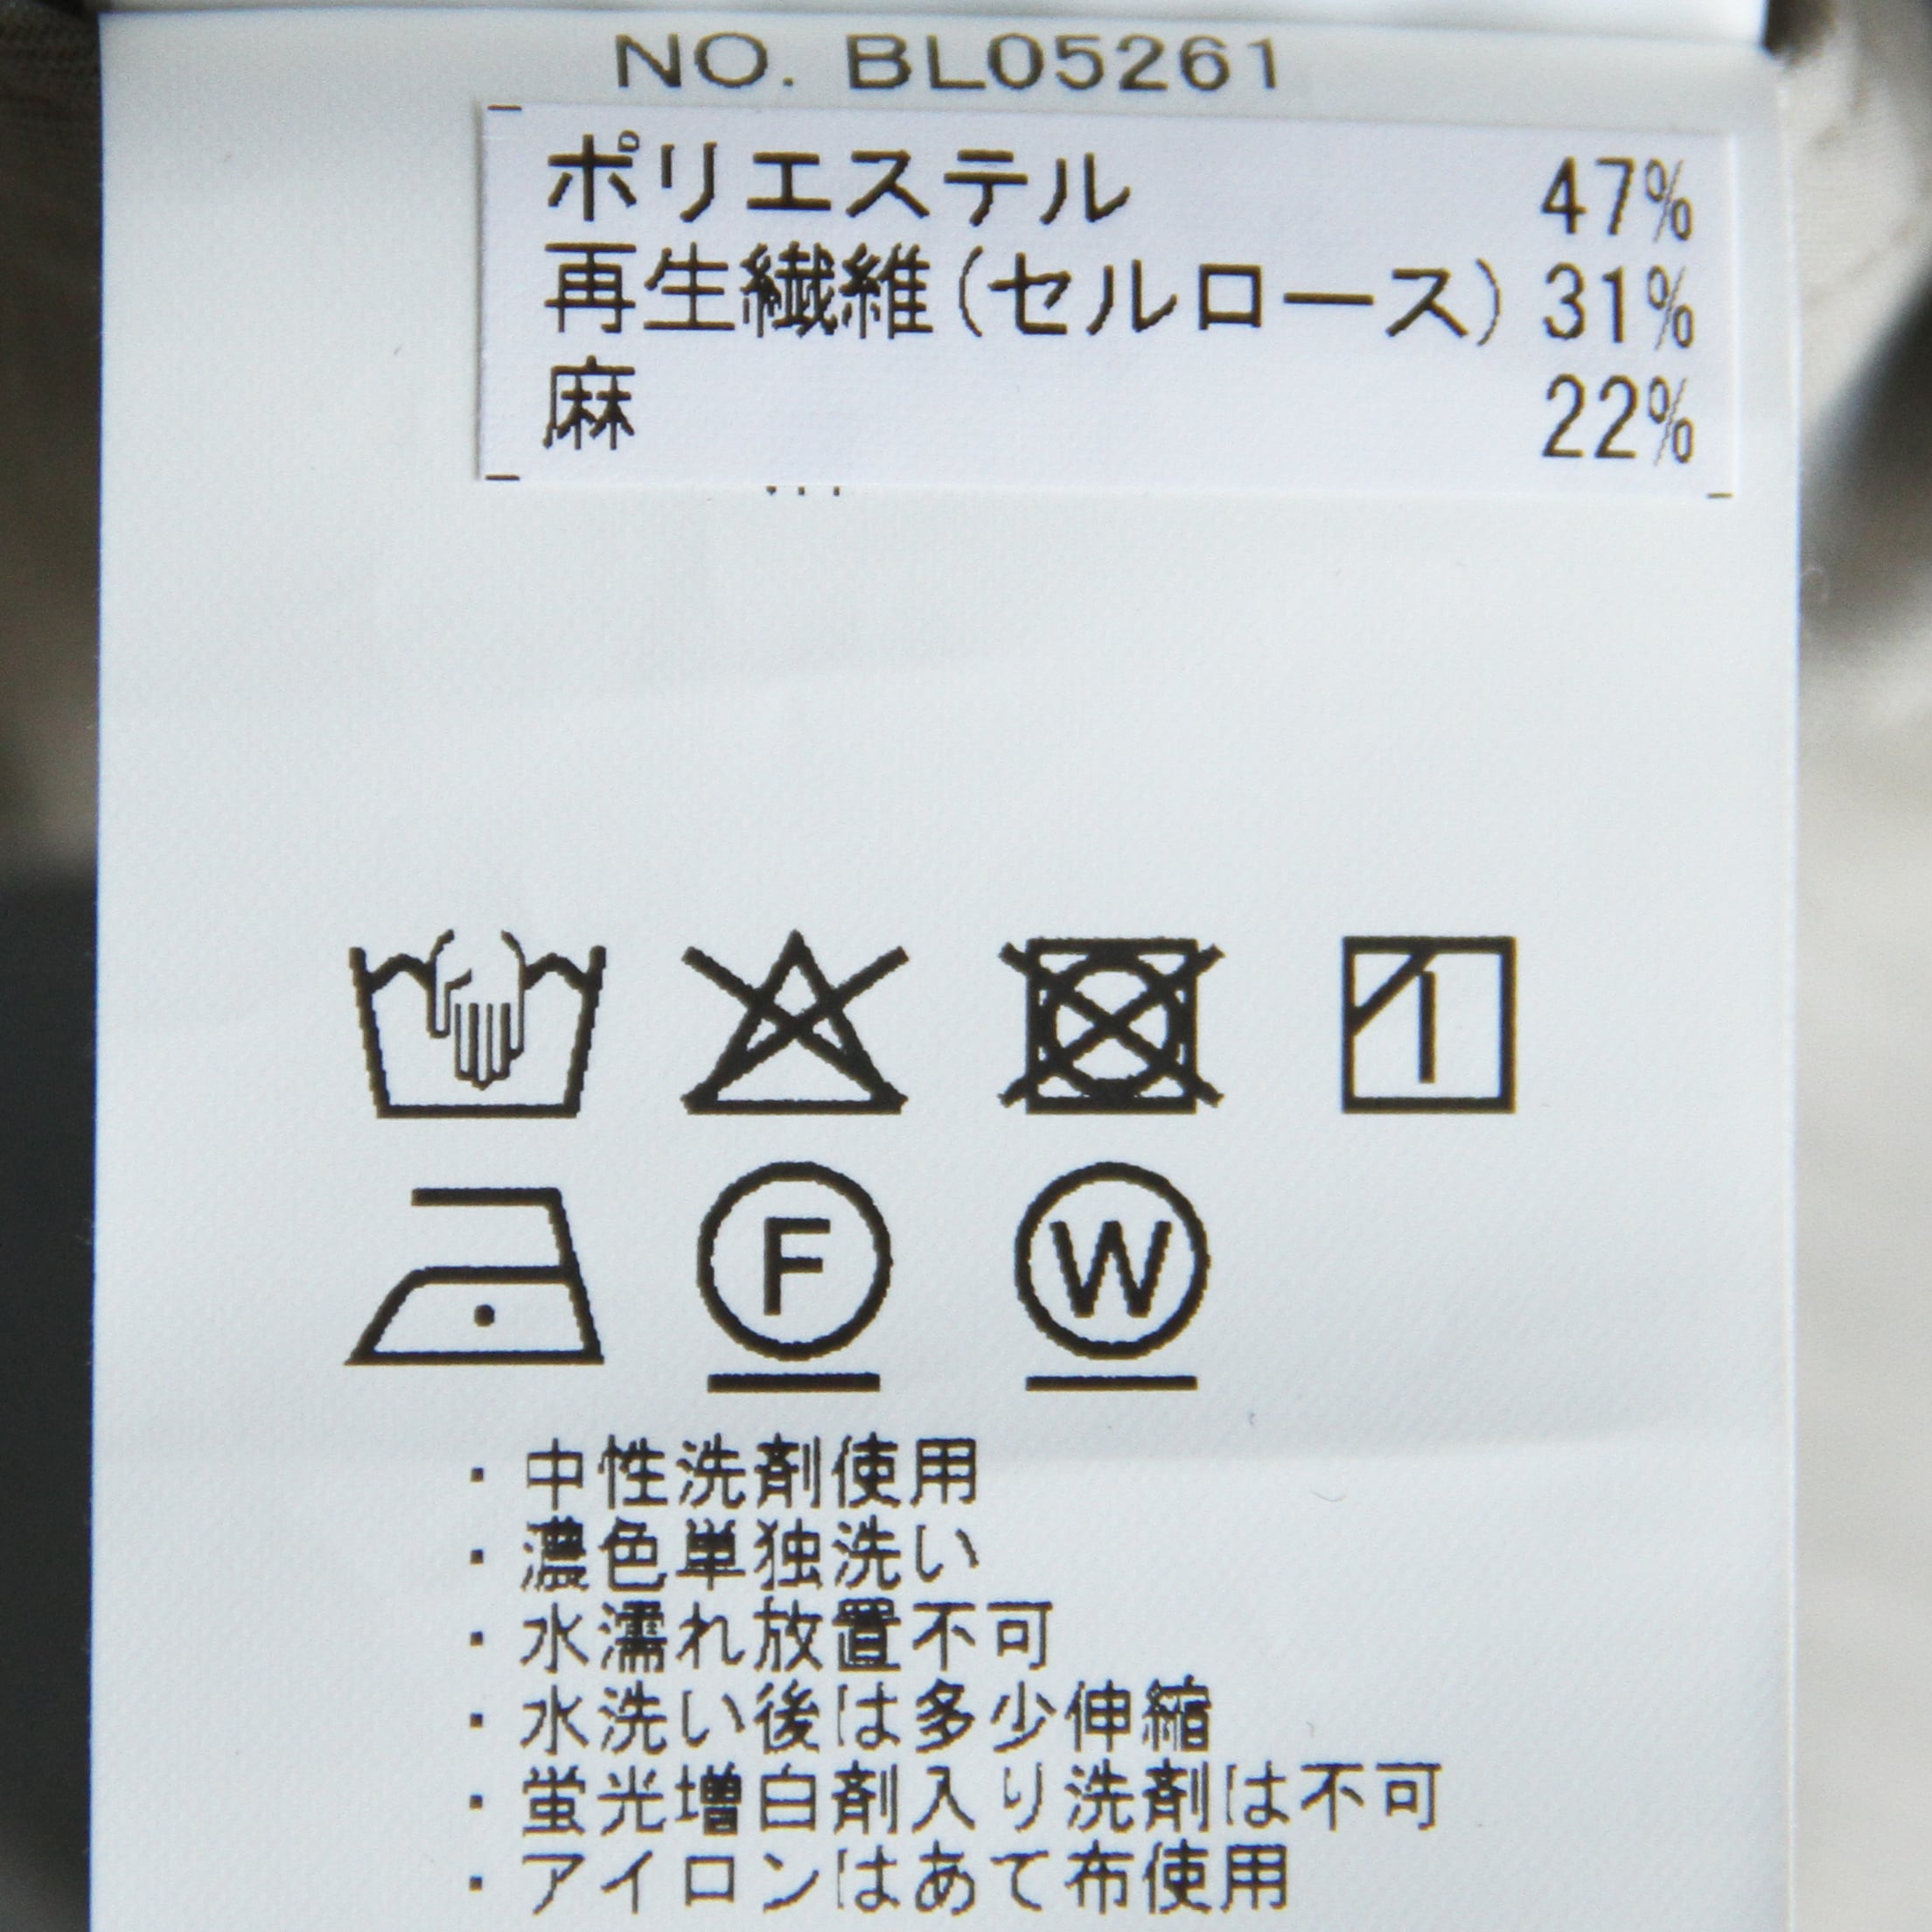 NO. BL05261
ポリエステル 47%
再生繊維(セルロース) 31%
麻 22%
F W
・中性洗剤使用
・濃色単独洗い
・水濡れ放置不可
・水洗い後は多少伸縮
・蛍光増白剤入り洗剤は不可
・アイロンはあて布使用